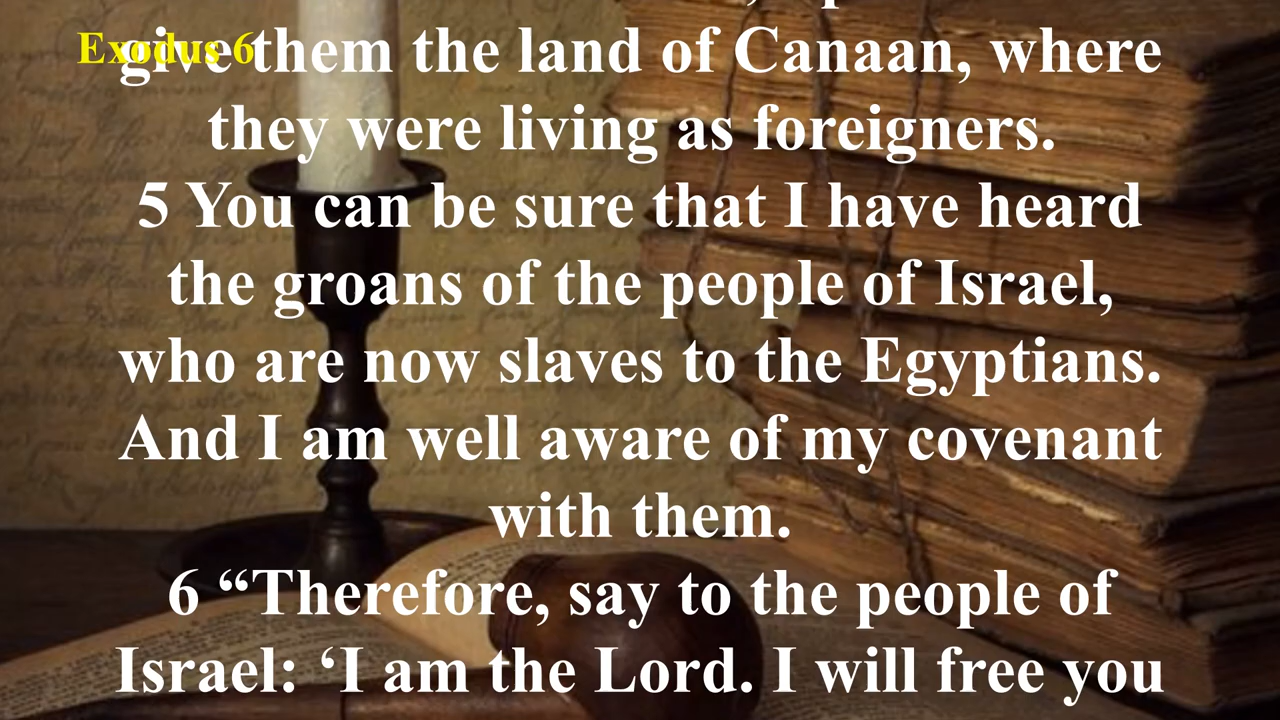 Exodus 6
give them the land of Canaan, where
they were living as foreigners.
5 You can be sure that I have heard
the groans of the people of Israel,
who are now slaves to the Egyptians.
And I am well aware of my covenant
with them.
6 “Therefore, say to the people of
Israel: ‘I am the Lord. I will free you